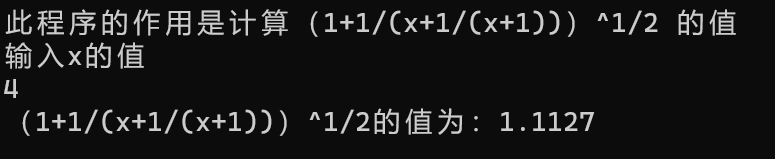 此程序的作用是计算（1+1/(x+1/(x+1))）^1/2 的值
输入x的值
4
（1+1/(x+1/(x+1))）^1/2的值为：1.1127